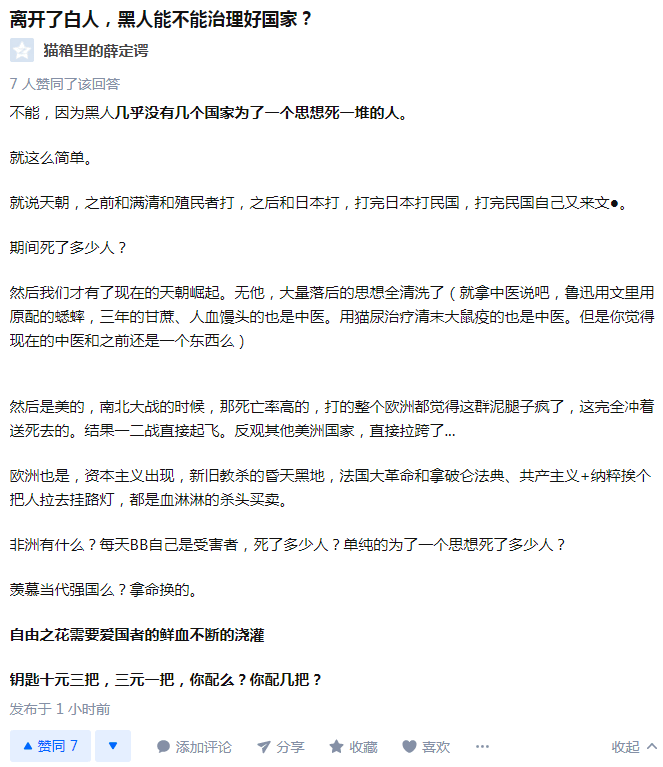 离开了白人，黑人能不能治理好国家？
猫箱里的薛定谔
7 人赞同了该回答
不能，因为黑人几乎没有几个国家为了一个思想死一堆的人。
就这么简单。
就说天朝，之前和满清和殖民者打，之后和日本打，打完日本打民国，打完民国自己又来文●。
期间死了多少人？
然后我们才有了现在的天朝崛起。无他，大量落后的思想全清洗了（就拿中医说吧，鲁迅用文里用
原配的蟋蟀，三年的甘蔗、人血馒头的也是中医。用猫尿治疗清末大鼠疫的也是中医。但是你觉得
现在的中医和之前还是一个东西么）
然后是美的，南北大战的时候，那死亡率高的，打的整个欧洲都觉得这群泥腿子疯了，这完全冲着
送死去的。结果一二战直接起飞。反观其他美洲国家，直接拉跨了...
欧洲也是，资本主义出现，新旧教杀的昏天黑地，法国大革命和拿破仑法典、共产主义+纳粹挨个
把人拉去挂路灯，都是血淋淋的杀头买卖。
非洲有什么？每天BB自己是受害者，死了多少人？单纯的为了一个思想死了多少人？
羡慕当代强国么？拿命换的。
自由之花需要爱国者的鲜血不断的浇灌
钥匙十元三把，三元一把，你配么？你配几把？
发布于 1 小时前
赞同 7 添加评论 分享 收藏 喜欢 ··· 收起